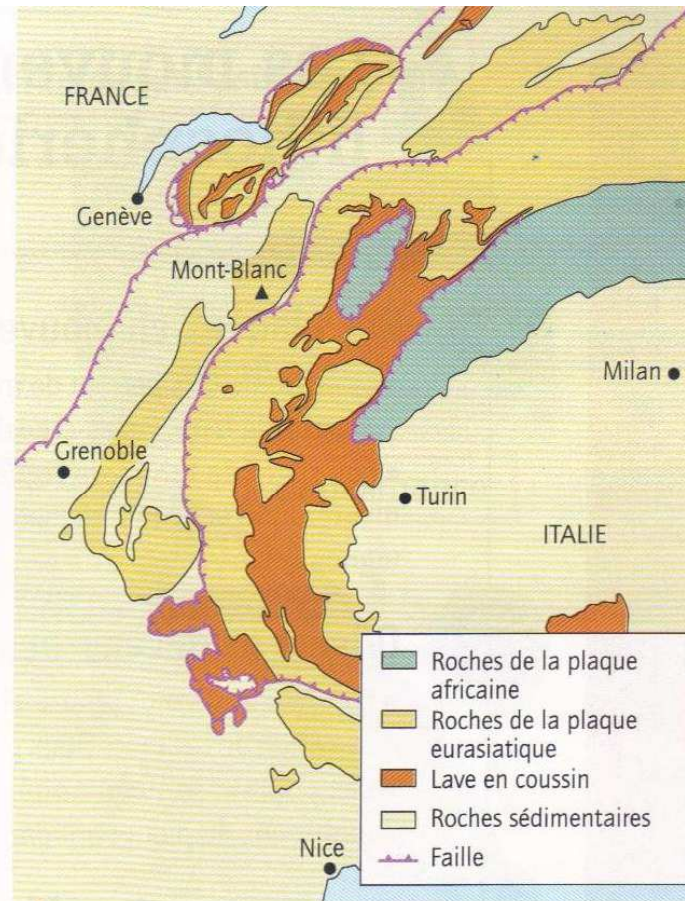 FRANCE
Genève
Mont-Blanc
Milan
Grenoble
Turin
ITALIE
Roches de la plaque
africaine
Roches de la plaque
eurasiatique
Lave en coussin
Roches sédimentaires
Faille
Nice